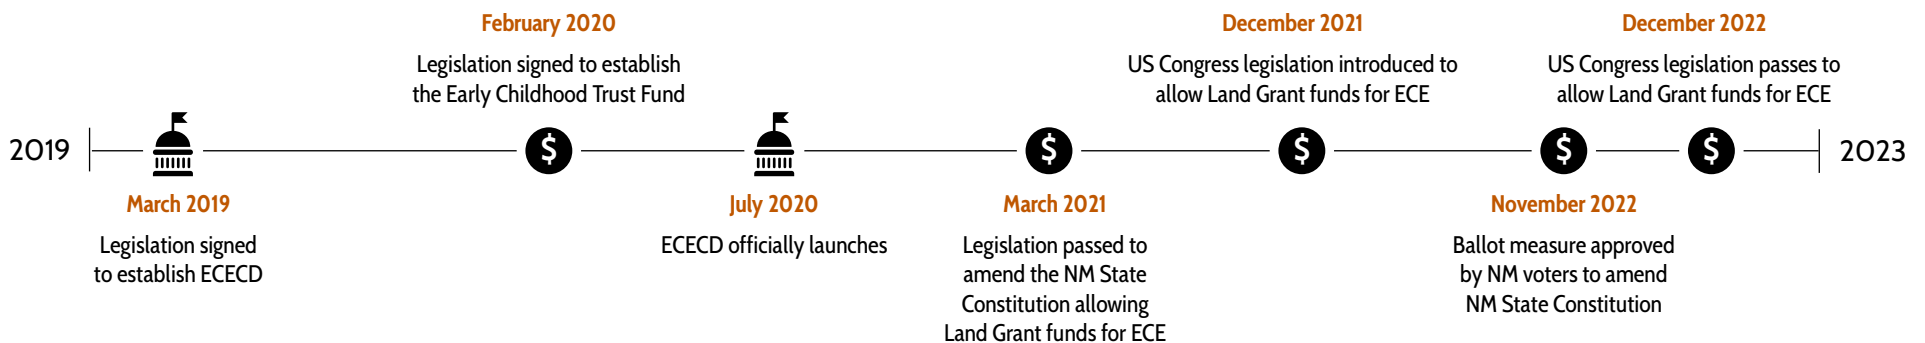 2019
March 2019
Legislation signed
to establish ECECD
February 2020
Legislation signed to establish
the Early Childhood Trust Fund
$
July 2020
ECECD officially launches
$
March 2021
Legislation passed to
amend the NM State
Constitution allowing
Land Grant funds for ECE
December 2021
US Congress legislation introduced to
allow Land Grant funds for ECE
$
$
November 2022
Ballot measure approved
by NM voters to amend
NM State Constitution
December 2022
US Congress legislation passes to
allow Land Grant funds for ECE
$
2023